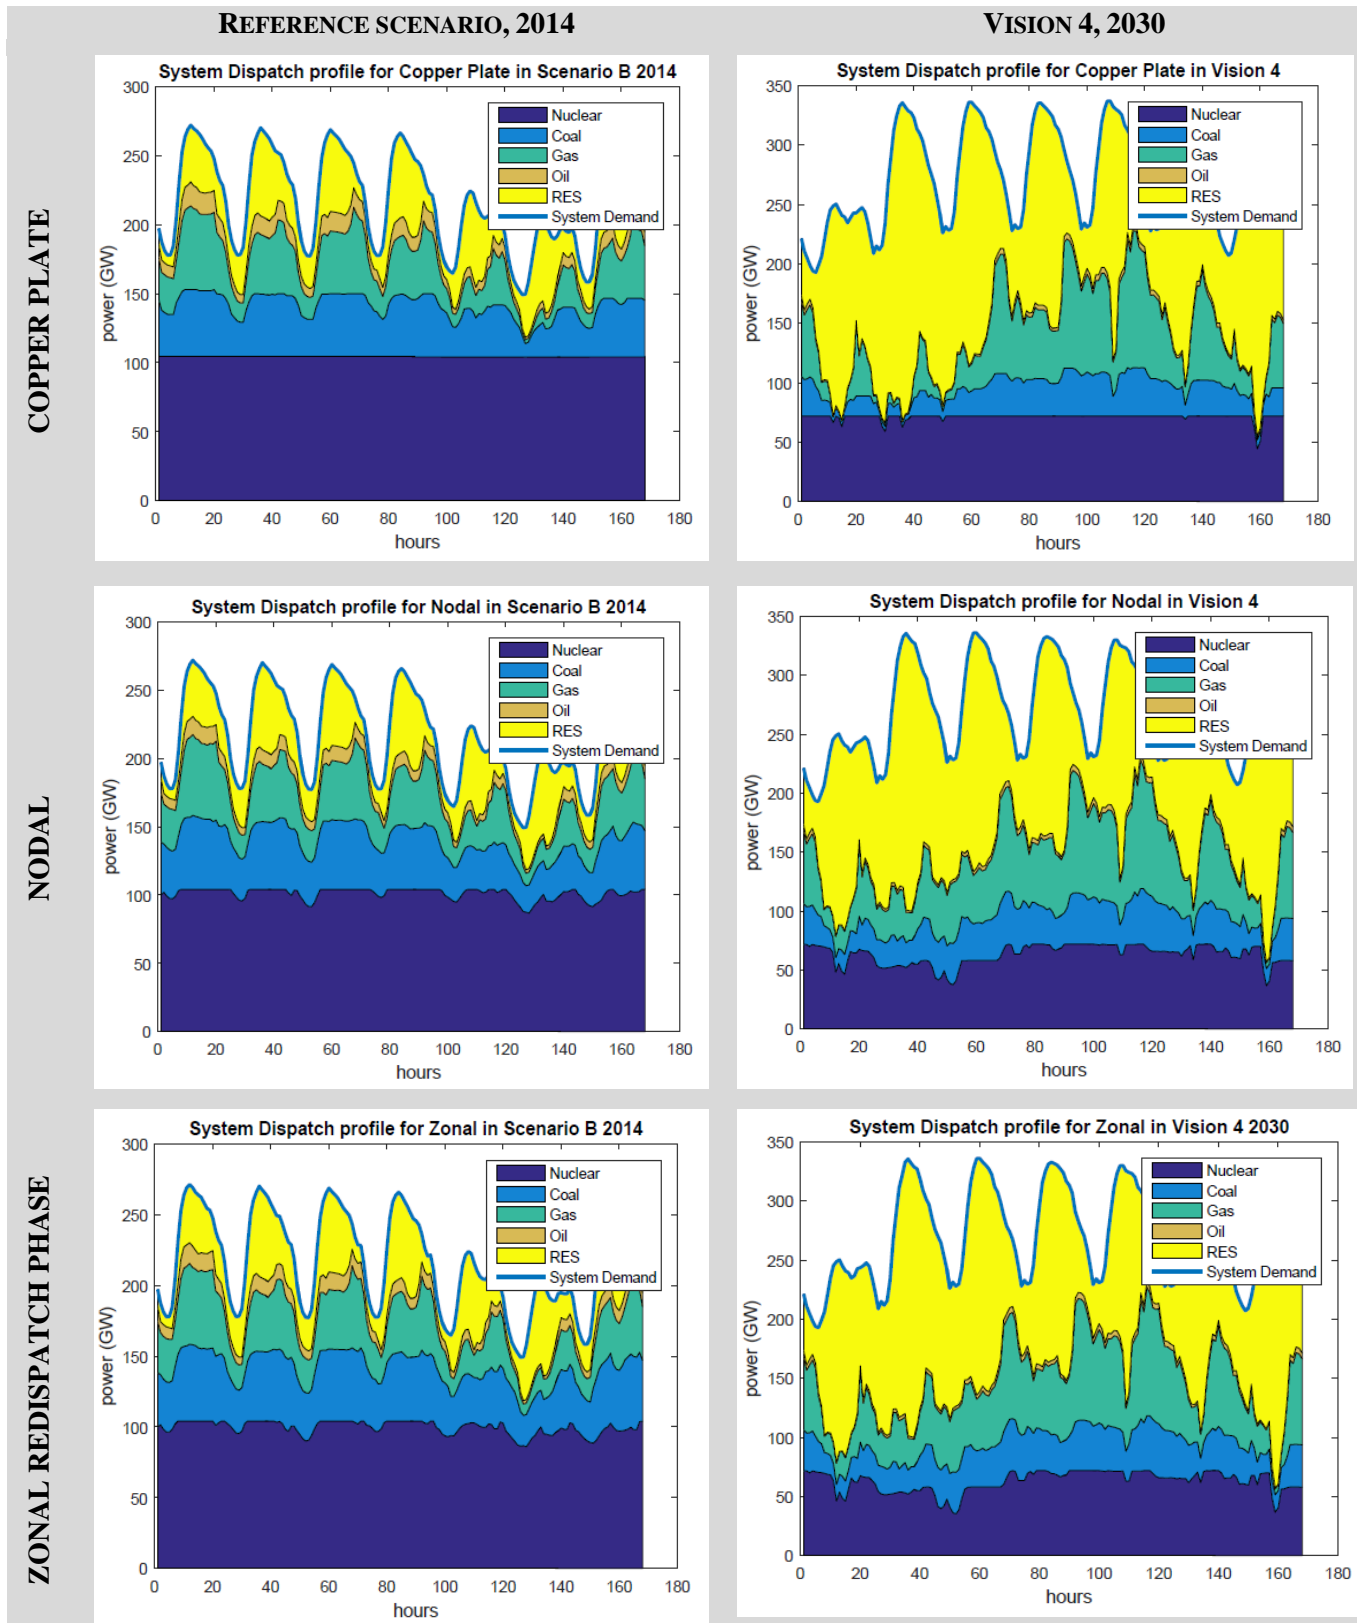 REFERENCE SCENARIO, 2014
VISION 4, 2030
COPPER PLATE
System Dispatch profile for Copper Plate in Scenario B 2014
300
250
200
150
100
50
0
power (GW)
Nuclear
Coal
Gas
Oil
RES
System Demand
0 20 40 60 80 100 120 140 160 180
hours
System Dispatch profile for Copper Plate in Vision 4
350
300
250
200
150
100
50
0
power (GW)
Nuclear
Coal
Gas
Oil
RES
System Demand
0 20 40 60 80 100 120 140 160 180
hours
NODAL
System Dispatch profile for Nodal in Scenario B 2014
300
250
200
150
100
50
0
power (GW)
Nuclear
Coal
Gas
Oil
RES
System Demand
0 20 40 60 80 100 120 140 160 180
hours
System Dispatch profile for Nodal in Vision 4
350
300
250
200
150
100
50
0
power (GW)
Nuclear
Coal
Gas
Oil
RES
System Demand
0 20 40 60 80 100 120 140 160 180
hours
ZONAL REDISPATCH PHASE
System Dispatch profile for Zonal in Scenario B 2014
300
250
200
150
100
50
0
power (GW)
Nuclear
Coal
Gas
Oil
RES
System Demand
0 20 40 60 80 100 120 140 160 180
hours
System Dispatch profile for Zonal in Vision 4 2030
350
300
250
200
150
100
50
0
power (GW)
Nuclear
Coal
Gas
Oil
RES
System Demand
0 20 40 60 80 100 120 140 160 180
hours